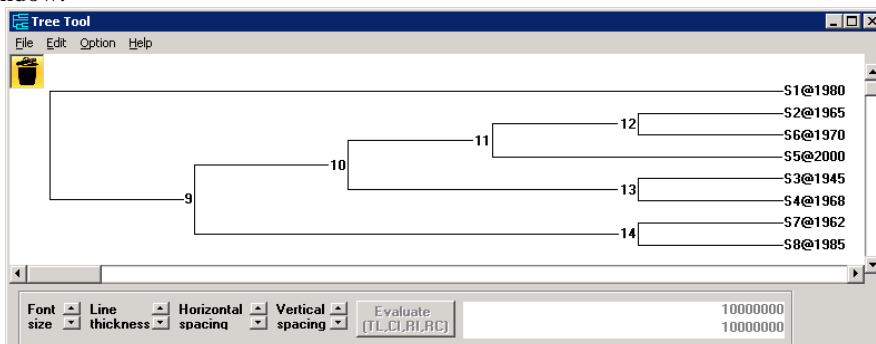 Tree Tool
File Edit Option Help
S1@1980
S2@1965
12
S6@1970
11
S5@2000
10
S3@1945
13
S4@1968
9
S7@1962
14
S8@1985
Font size
Line thickness
Horizontal spacing
Vertical spacing
Evaluate
(TL,CI,RI,RC)
10000000
10000000